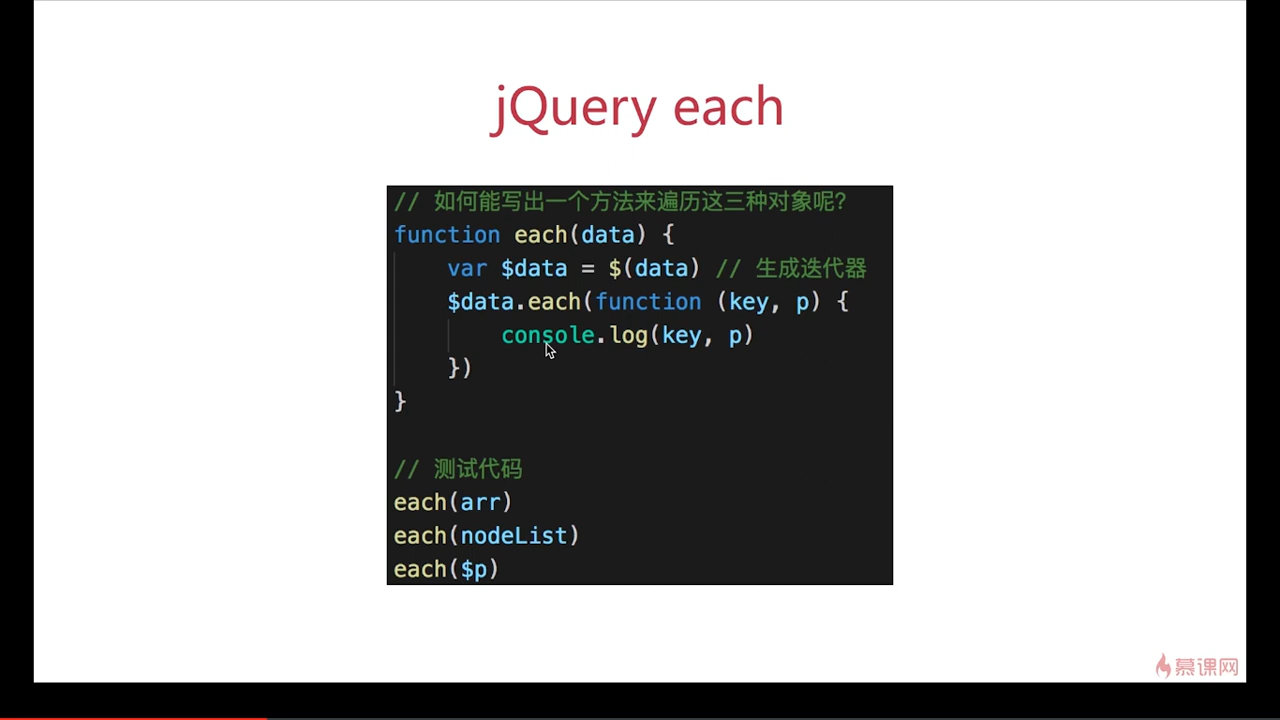 jQuery each
// 如何能写出一个方法来遍历这三种对象呢?
function each(data) {
var $data = $(data) // 生成迭代器
$data.each(function (key, p) {
console.log(key, p)
})
}
// 测试代码
each(arr)
each(nodeList)
each($p)
慕课网